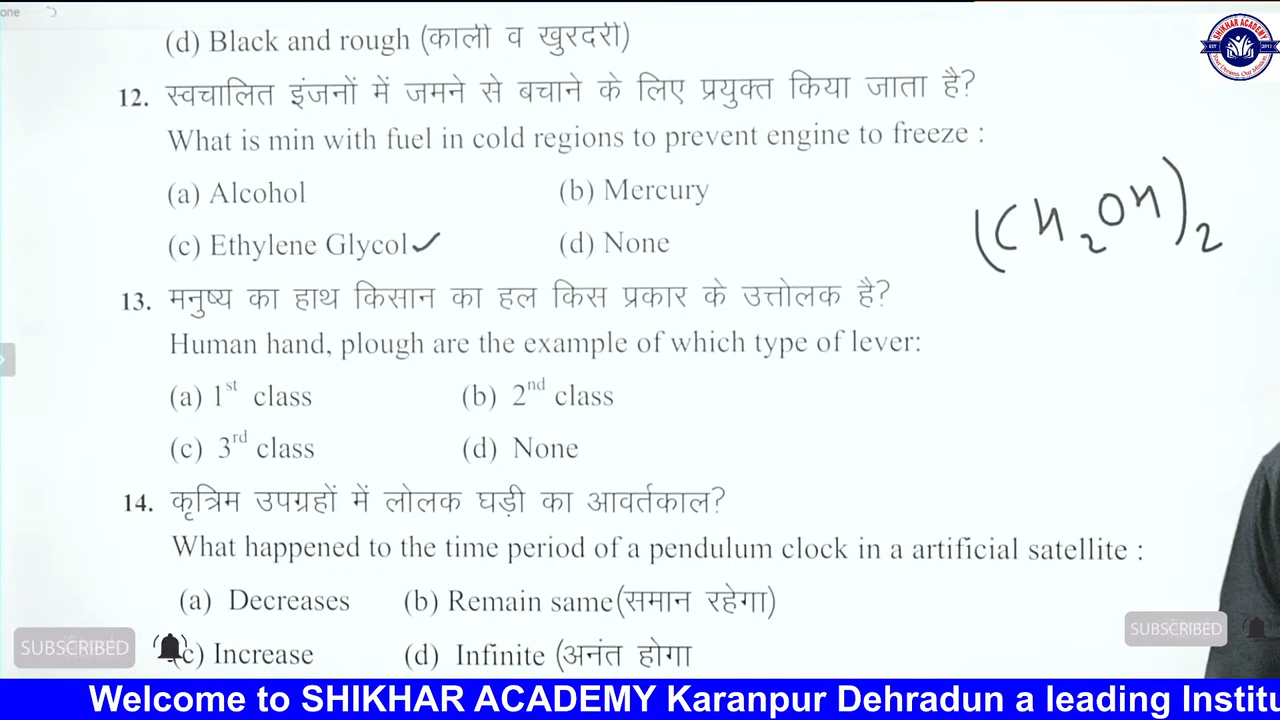 one
(d) Black and rough (काली व खुरदरी)
SHIKHAR ACADEMY
12. स्वचालित इंजनों में जमने से बचाने के लिए प्रयुक्त किया जाता है?
What is min with fuel in cold regions to prevent engine to freeze :
(a) Alcohol (b) Mercury
(c) Ethylene Glycol✓ (d) None
(CH₂OH)₂
13. मनुष्य का हाथ किसान का हल किस प्रकार के उत्तोलक है?
Human hand, plough are the example of which type of lever:
(a) 1st class (b) 2nd class
(c) 3rd class (d) None
14. कृत्रिम उपग्रहों में लोलक घड़ी का आवर्तकाल?
What happened to the time period of a pendulum clock in a artificial satellite :
(a) Decreases (b) Remain same(समान रहेगा)
c) Increase (d) Infinite (अनंत होगा
SUBSCRIBED
SUBSCRIBED
Welcome to SHIKHAR ACADEMY Karanpur Dehradun a leading Institu